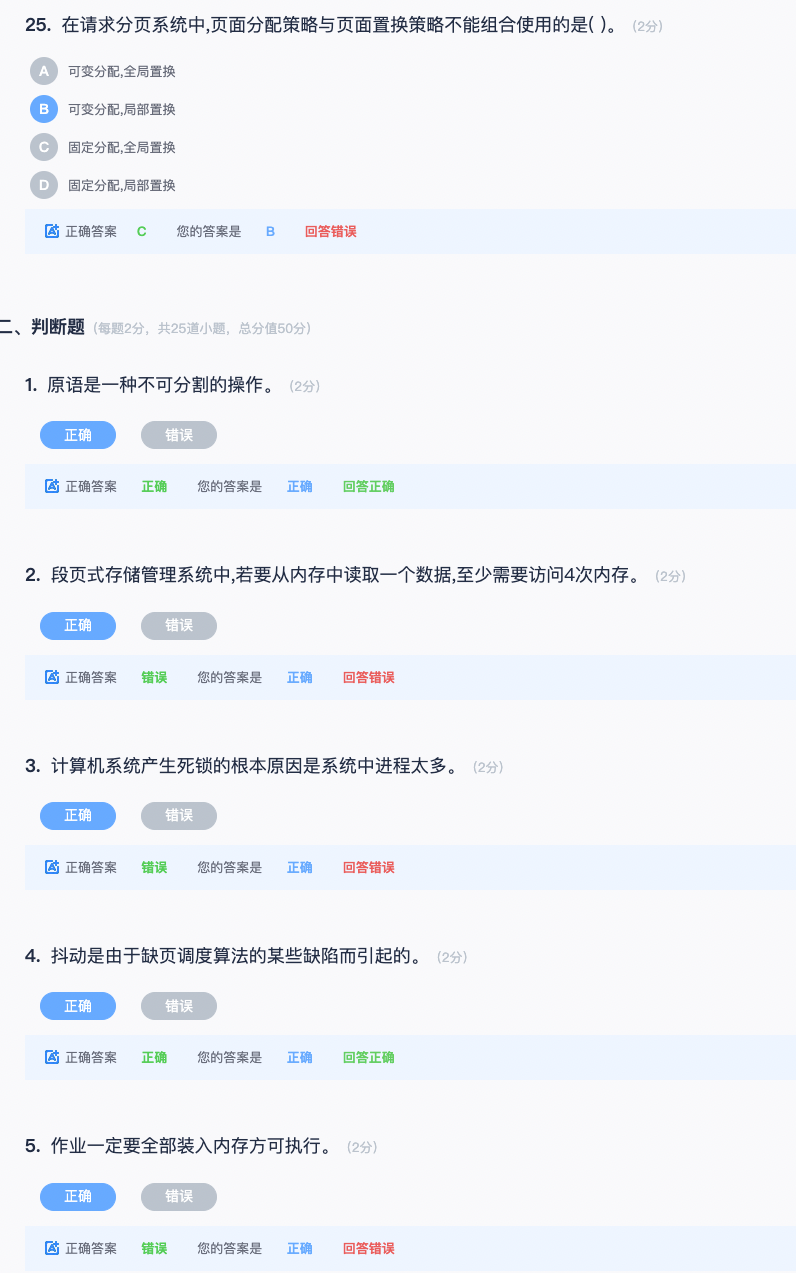 25. 在请求分页系统中,页面分配策略与页面置换策略不能组合使用的是( )。 (2分)
A 可变分配,全局置换
B 可变分配,局部置换
C 固定分配,全局置换
D 固定分配,局部置换
正确答案 C 您的答案是 B 回答错误
二、判断题 (每题2分，共25道小题，总分值50分)
1. 原语是一种不可分割的操作。 (2分)
正确 错误
正确答案 正确 您的答案是 正确 回答正确
2. 段页式存储管理系统中,若要从内存中读取一个数据,至少需要访问4次内存。 (2分)
正确 错误
正确答案 错误 您的答案是 正确 回答错误
3. 计算机系统产生死锁的根本原因是系统中进程太多。 (2分)
正确 错误
正确答案 错误 您的答案是 正确 回答错误
4. 抖动是由于缺页调度算法的某些缺陷而引起的。 (2分)
正确 错误
正确答案 正确 您的答案是 正确 回答正确
5. 作业一定要全部装入内存方可执行。 (2分)
正确 错误
正确答案 错误 您的答案是 正确 回答错误